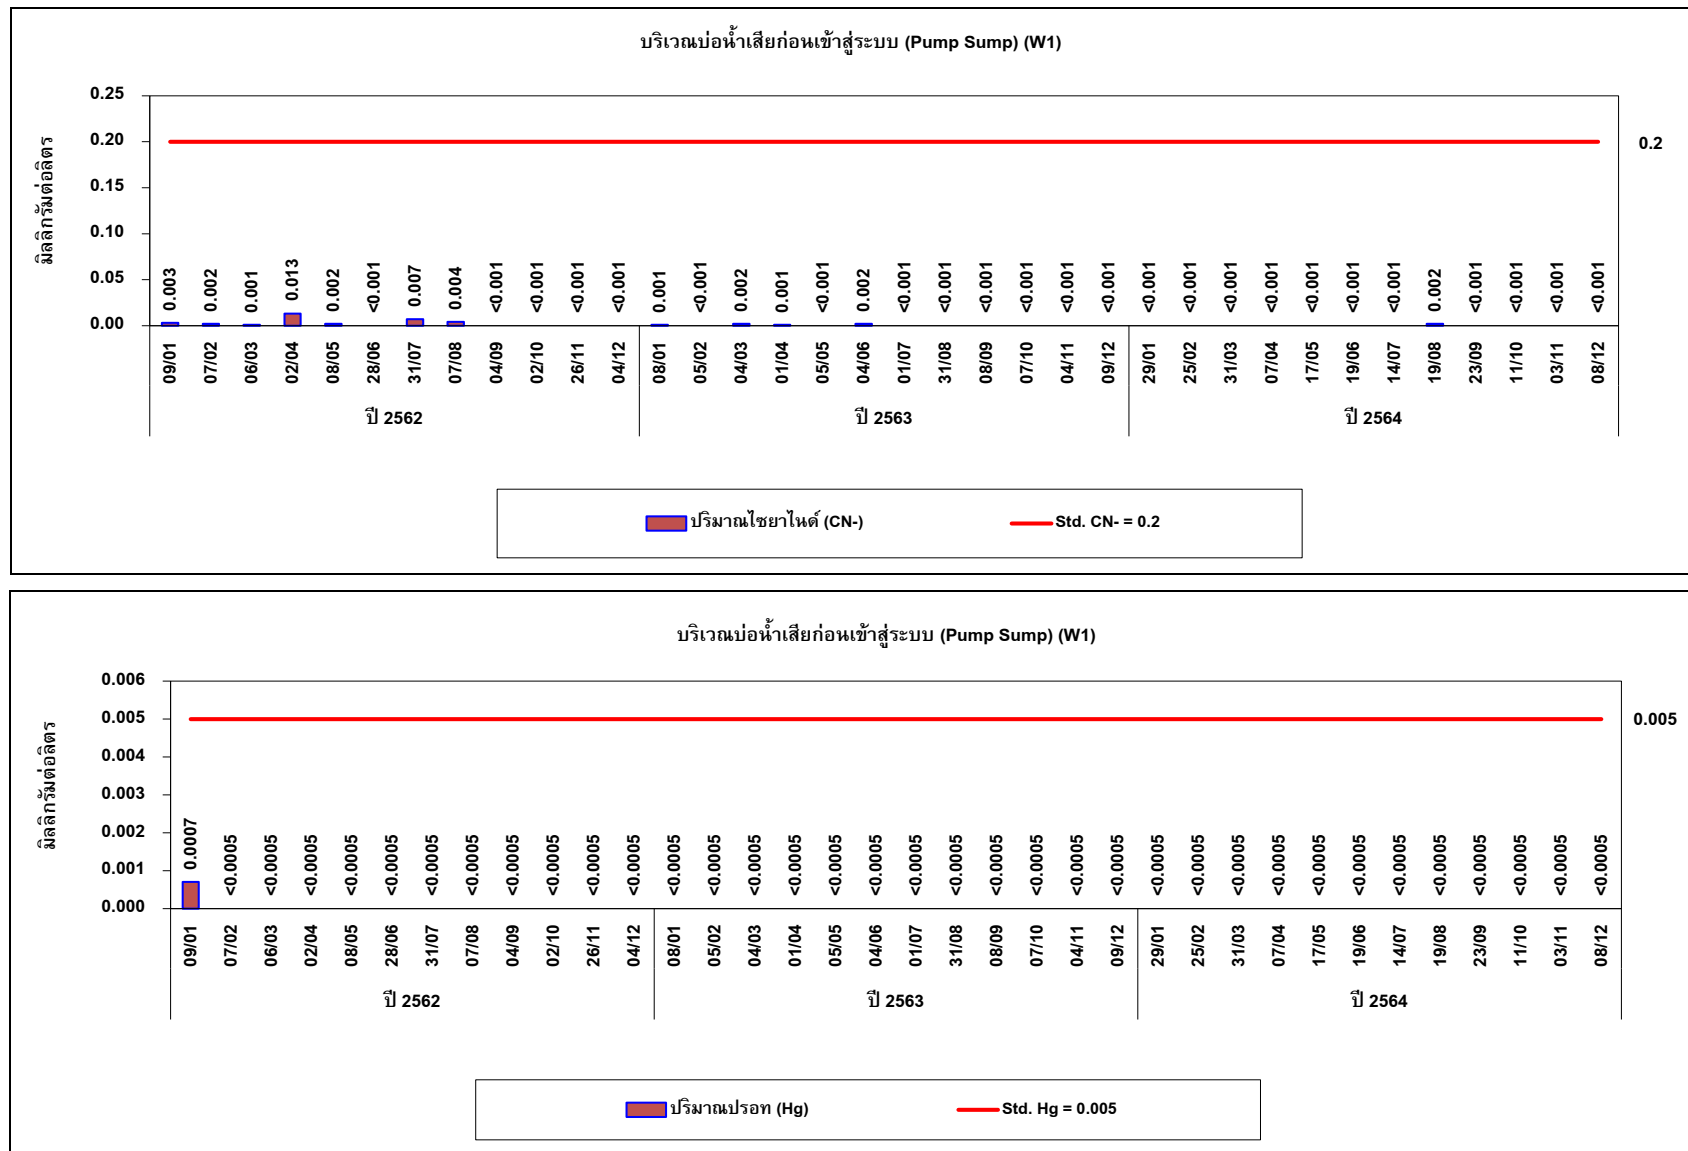 บริเวณบ่อน้ำเสียก่อนเข้าสู่ระบบ (Pump Sump) (W1)
มิลลิกรัมต่อลิตร
0.25
0.20
0.15
0.10
0.05
0.00
0.2
0.003 0.002 0.001 0.013 0.002 <0.001 0.007 0.004 <0.001 <0.001 <0.001 <0.001 0.001 <0.001 0.002 0.001 <0.001 0.002 <0.001 <0.001 <0.001 <0.001 <0.001 <0.001 <0.001 <0.001 <0.001 <0.001 <0.001 <0.001 <0.001 0.002 <0.001 <0.001 <0.001 <0.001
09/01 07/02 06/03 02/04 08/05 28/06 31/07 07/08 04/09 02/10 26/11 04/12 08/01 05/02 04/03 01/04 05/05 04/06 01/07 31/08 08/09 07/10 04/11 09/12 29/01 25/02 31/03 07/04 17/05 19/06 14/07 19/08 23/09 11/10 03/11 08/12
ปี 2562 ปี 2563 ปี 2564
ปริมาณไซยาไนด์ (CN-) Std. CN- = 0.2
บริเวณบ่อน้ำเสียก่อนเข้าสู่ระบบ (Pump Sump) (W1)
มิลลิกรัมต่อลิตร
0.006
0.005
0.004
0.003
0.002
0.001
0.000
0.005
0.0007 <0.0005 <0.0005 <0.0005 <0.0005 <0.0005 <0.0005 <0.0005 <0.0005 <0.0005 <0.0005 <0.0005 <0.0005 <0.0005 <0.0005 <0.0005 <0.0005 <0.0005 <0.0005 <0.0005 <0.0005 <0.0005 <0.0005 <0.0005 <0.0005 <0.0005 <0.0005 <0.0005 <0.0005 <0.0005 <0.0005 <0.0005 <0.0005 <0.0005 <0.0005 <0.0005
09/01 07/02 06/03 02/04 08/05 28/06 31/07 07/08 04/09 02/10 26/11 04/12 08/01 05/02 04/03 01/04 05/05 04/06 01/07 31/08 08/09 07/10 04/11 09/12 29/01 25/02 31/03 07/04 17/05 19/06 14/07 19/08 23/09 11/10 03/11 08/12
ปี 2562 ปี 2563 ปี 2564
ปริมาณปรอท (Hg) Std. Hg = 0.005